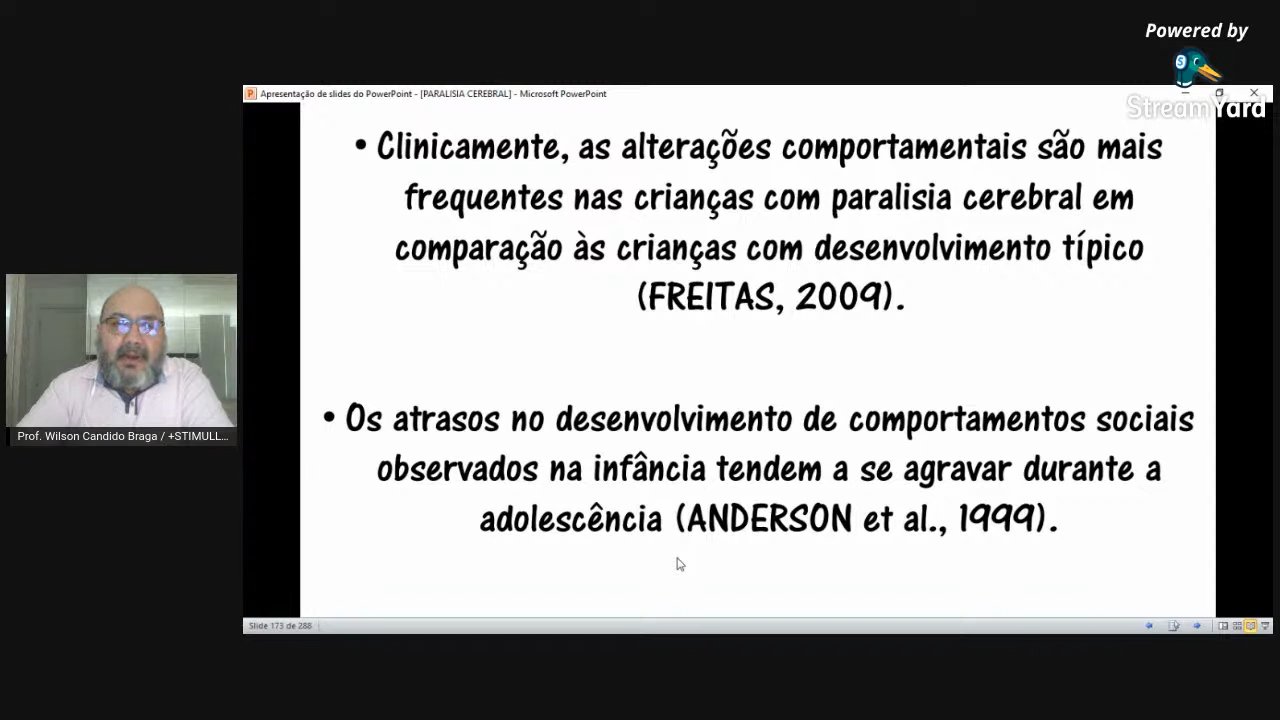 Powered by
StreamYard
Apresentação de slides do PowerPoint - [PARALISIA CEREBRAL] - Microsoft PowerPoint
• Clinicamente, as alterações comportamentais são mais
frequentes nas crianças com paralisia cerebral em
comparação às crianças com desenvolvimento típico
(FREITAS, 2009).
• Os atrasos no desenvolvimento de comportamentos sociais
observados na infância tendem a se agravar durante a
adolescência (ANDERSON et al., 1999).
Prof. Wilson Candido Braga / +STIMULL...
Slide 173 de 288